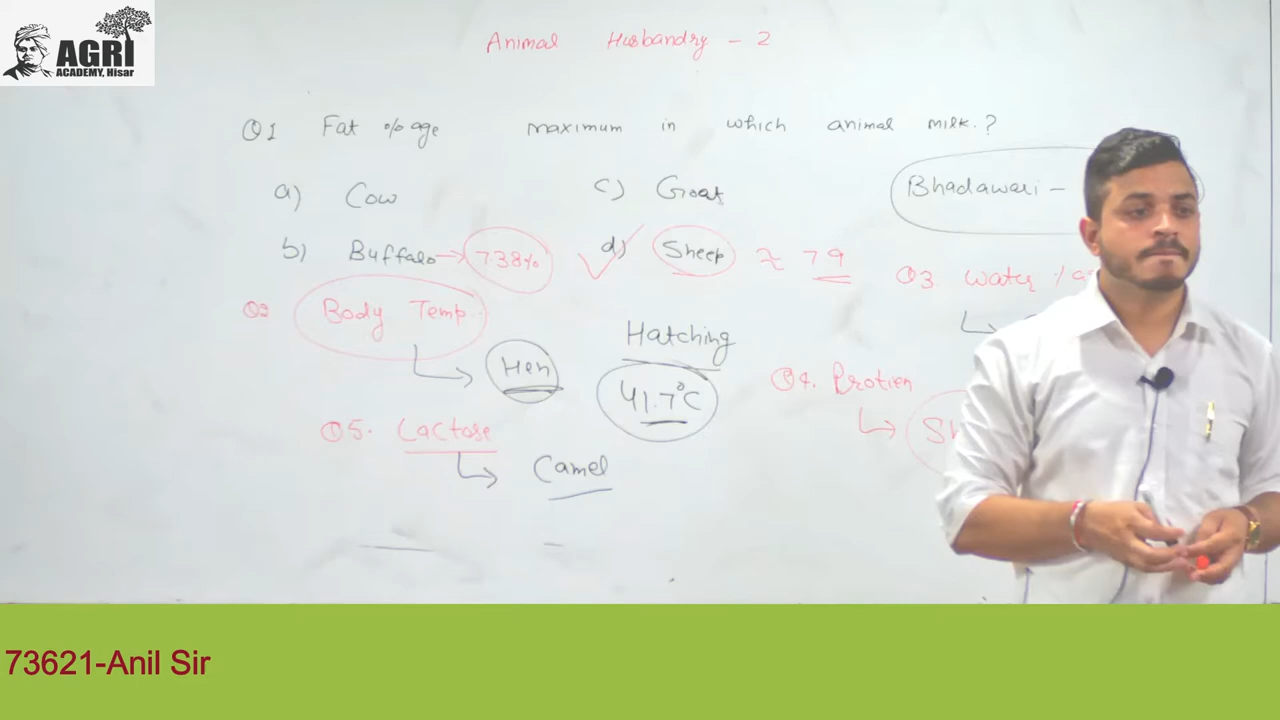 AGRI
ACADEMY, Hisar
Animal Husbandry - 2
Q1 Fat %age maximum in which animal milk.?
a) Cow
c) Goat
Bhadawari -
b) Buffalo → 7.38%
d) Sheep ≈ 79
Q2 Body Temp
Q3. Water
Hatching
Hen
41.7°C
Q4. Protien
Q5. Lactose
Camel
73621-Anil Sir